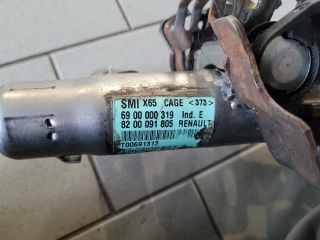 SMI X65 CAGE <373>
69 00 000 319 Ind. E
82 00 091 805 RENAULT
T00691313